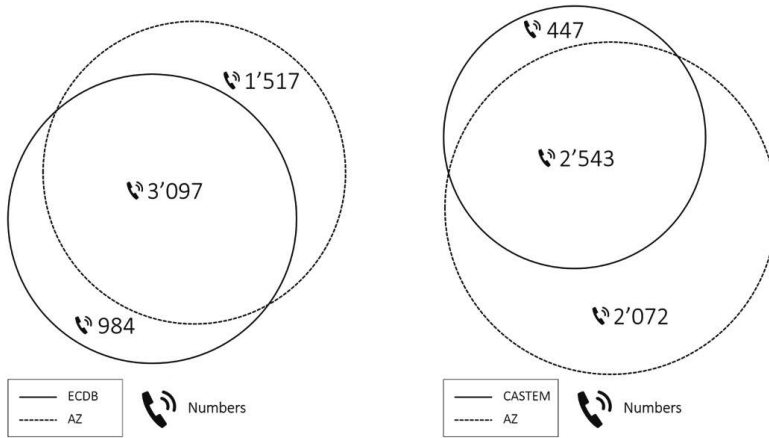 1’517
3’097
984
ECDB
AZ
Numbers
447
2’543
2’072
CASTEM
AZ
Numbers